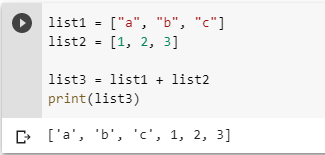 list1 = ["a", "b", "c"]
list2 = [1, 2, 3]
list3 = list1 + list2
print(list3)
['a', 'b', 'c', 1, 2, 3]